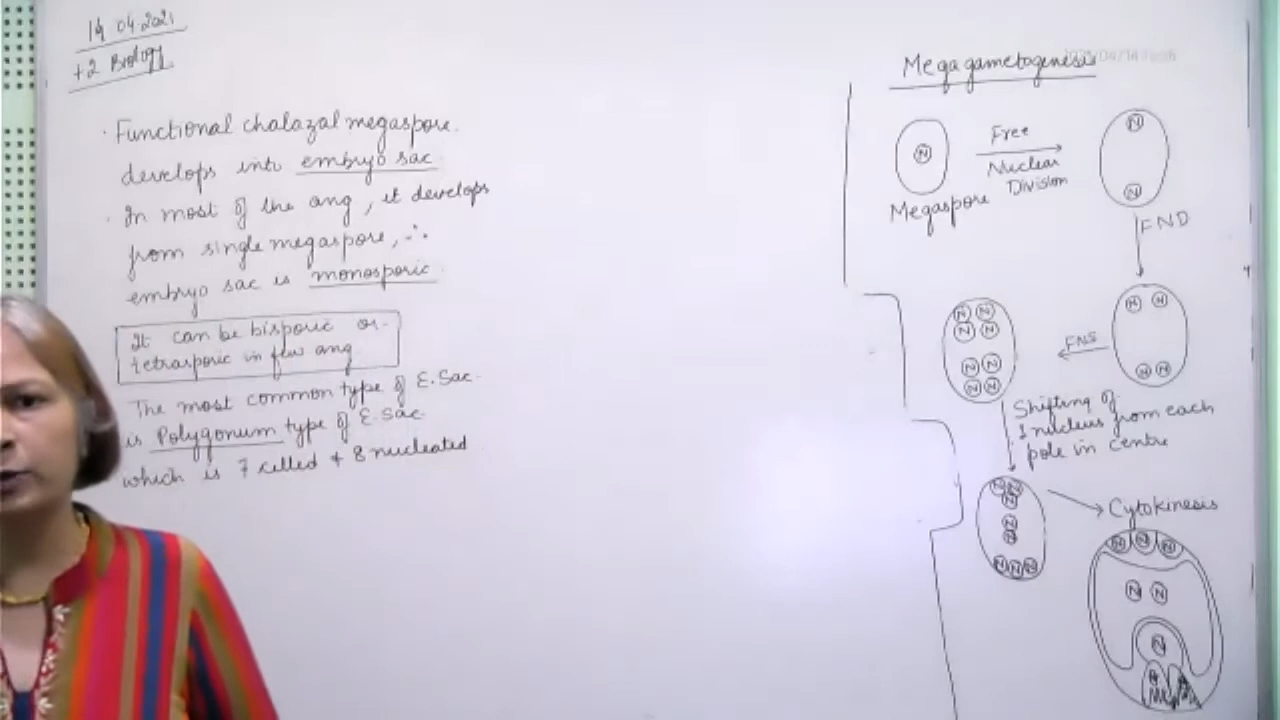 14 04.2021
+2 Biology
· Functional chalazal megaspore.
develops into embryo sac
· In most of the ang, it develops
from single megaspore, ∴
embryo sac is monosporic.
It can be bisporic or
tetrasporic in few ang
The most common type of E.Sac.
is Polygonum type of E.Sac.
which is 7 celled + 8 nucleated
Megagametogenesis
N
Megaspore
Free
Nuclear
Division
N
N
FND
N N
N N
FNS
N N
N N
N N
N N
Shifting of
1 nucleus from each
pole in centre
N N
N
N
N
N N N
Cytokinesis
N N N
N N
N